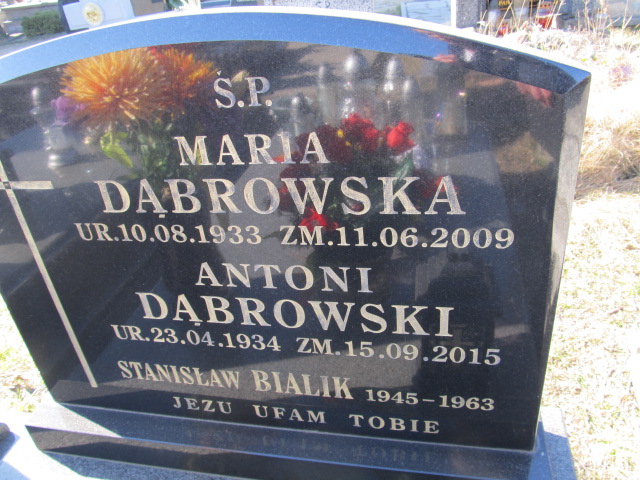 Ś.P.
MARIA
DĄBROWSKA
UR.10.08.1933 ZM.11.06.2009
ANTONI
DĄBROWSKI
UR.23.04.1934 ZM.15.09.2015
STANISŁAW BIALIK 1945-1963
JEZU UFAM TOBIE